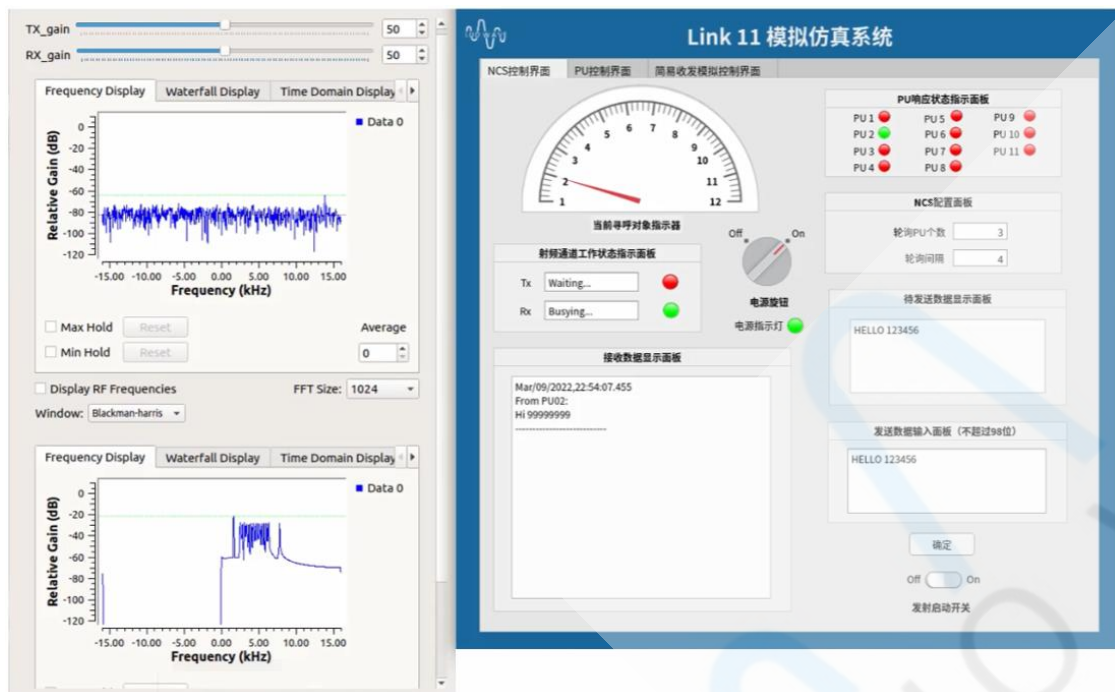 TX_gain 50
RX_gain 50
Frequency Display Waterfall Display Time Domain Display
Data 0
Relative Gain (dB)
0
-20
-40
-60
-80
-100
-120
-15.00 -10.00 -5.00 0.00 5.00 10.00 15.00
Frequency (kHz)
Max Hold Reset Average
Min Hold Reset 0
Display RF Frequencies FFT Size: 1024
Window: Blackman-harris
Frequency Display Waterfall Display Time Domain Display
Data 0
Relative Gain (dB)
0
-20
-40
-60
-80
-100
-120
-15.00 -10.00 -5.00 0.00 5.00 10.00 15.00
Frequency (kHz)
Link 11 模拟仿真系统
NCS控制界面 PU控制界面 简易收发模拟控制界面
1 2 3 4 5 6 7 8 9 10 11 12
当前寻呼对象指示器
射频通道工作状态指示面板
Tx Waiting...
Rx Busying...
Off On
电源旋钮
电源指示灯
接收数据显示面板
Mar/09/2022,22:54:07.455
From PU02:
Hi 99999999
----------------------------
PU响应状态指示面板
PU 1 PU 5 PU 9
PU 2 PU 6 PU 10
PU 3 PU 7 PU 11
PU 4 PU 8
NCS配置面板
轮询PU个数 3
轮询间隔 4
待发送数据显示面板
HELLO 123456
发送数据输入面板（不超过98位）
HELLO 123456
确定
Off On
发射启动开关